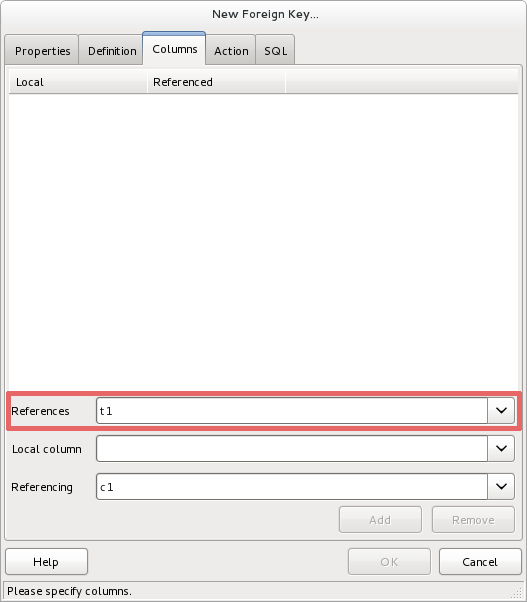 New Foreign Key...
Properties Definition Columns Action SQL
Local Referenced
References t1
Local column
Referencing c1
Add Remove
Help OK Cancel
Please specify columns.